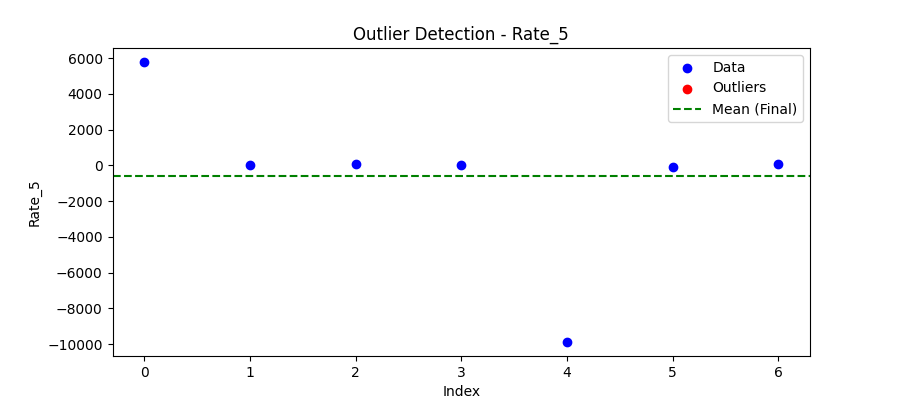 Outlier Detection - Rate_5
6000
4000
2000
0
−2000
−4000
−6000
−8000
−10000
Rate_5
Data
Outliers
Mean (Final)
0 1 2 3 4 5 6
Index